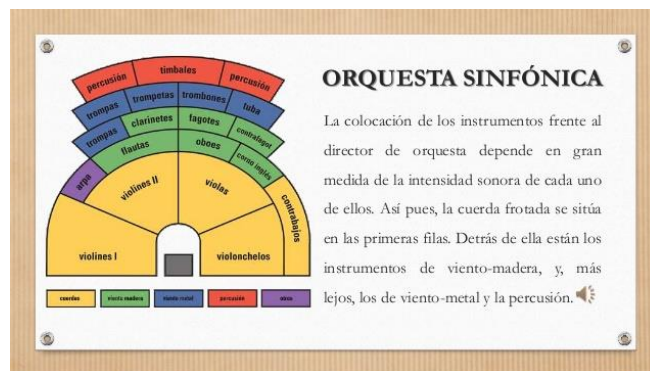 percusión
timbales
percusión
trompas
trompetas
trombones
tuba
trompas
clarinetes
fagotes
contrafagot
flautas
oboes
corno inglés
arpa
violines II
violas
contrabajos
violines I
violonchelos
cuerdas
viento madera
viento metal
percusión
otros
ORQUESTA SINFÓNICA
La colocación de los instrumentos frente al
director de orquesta depende en gran
medida de la intensidad sonora de cada uno
de ellos. Así pues, la cuerda frotada se sitúa
en las primeras filas. Detrás de ella están los
instrumentos de viento-madera, y, más
lejos, los de viento-metal y la percusión.